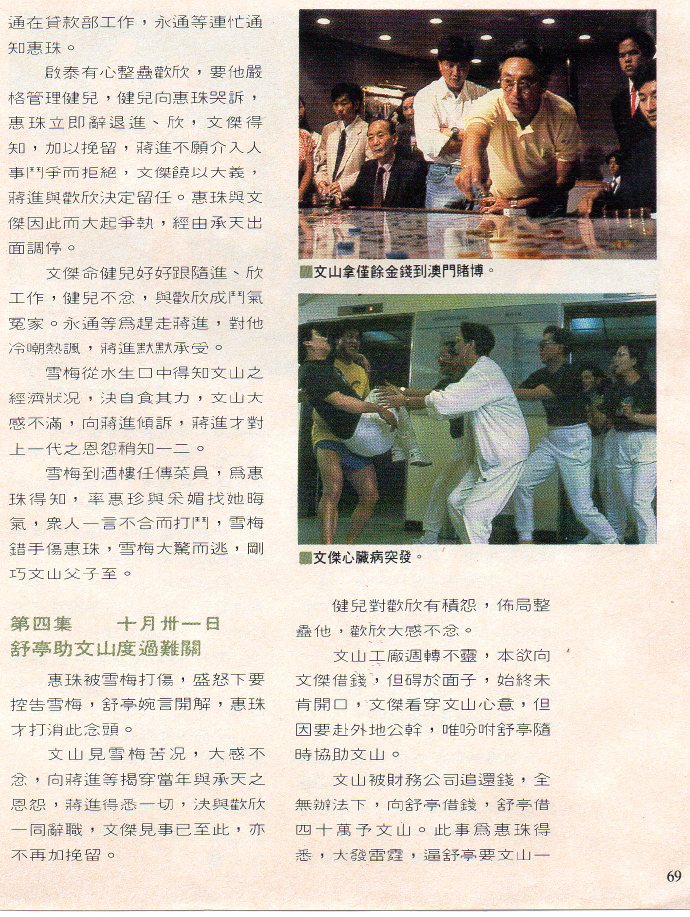 通在貸款部工作，永通等連忙通
知惠珠。
啟泰有心整蠱歡欣，要他嚴
格管理健兒，健兒向惠珠哭訴，
惠珠立即辭退進、欣，文傑得
知，加以挽留，蔣進不願介入人
事鬥爭而拒絕，文傑饒以大義，
蔣進與歡欣決定留任。惠珠與文
傑因此而大起爭執，經由承天出
面調停。
文傑命健兒好好跟隨進、欣
工作，健兒不忿，與歡欣成鬥氣
冤家。永通等爲趕走蔣進，對他
冷嘲熱諷，蔣進默默承受。
雪梅從水生口中得知文山之
經濟狀况，決自食其力，文山大
感不滿，向蔣進傾訴，蔣進才對
上一代之恩怨稍知一二。
雪梅到酒樓任傳菜員，爲惠
珠得知，率惠珍與采媚找她晦
氣，衆人一言不合而打鬥，雪梅
錯手傷惠珠，雪梅大驚而逃，剛
巧文山父子至。
第四集　　十月卅一日
舒亭助文山度過難關
惠珠被雪梅打傷，盛怒下要
控告雪梅，舒亭婉言開解，惠珠
才打消此念頭。
文山見雪梅苦况，大感不
忿，向蔣進等揭穿當年與承天之
恩怨，蔣進得悉一切，決與歡欣
一同辭職，文傑見事已至此，亦
不再加挽留。
文山拿僅餘金錢到澳門賭博。
文傑心臟病突發。
健兒對歡欣有積怨，佈局整
蠱他，歡欣大感不忿。
文山工廠週轉不靈，本欲向
文傑借錢，但碍於面子，始終未
肯開口，文傑看穿文山心意，但
因要赴外地公幹，唯吩咐舒亭隨
時協助文山。
文山被財務公司追還錢，全
無辦法下，向舒亭借錢，舒亭借
四十萬予文山。此事爲惠珠得
悉，大發雷霆，逼舒亭要文山一
69